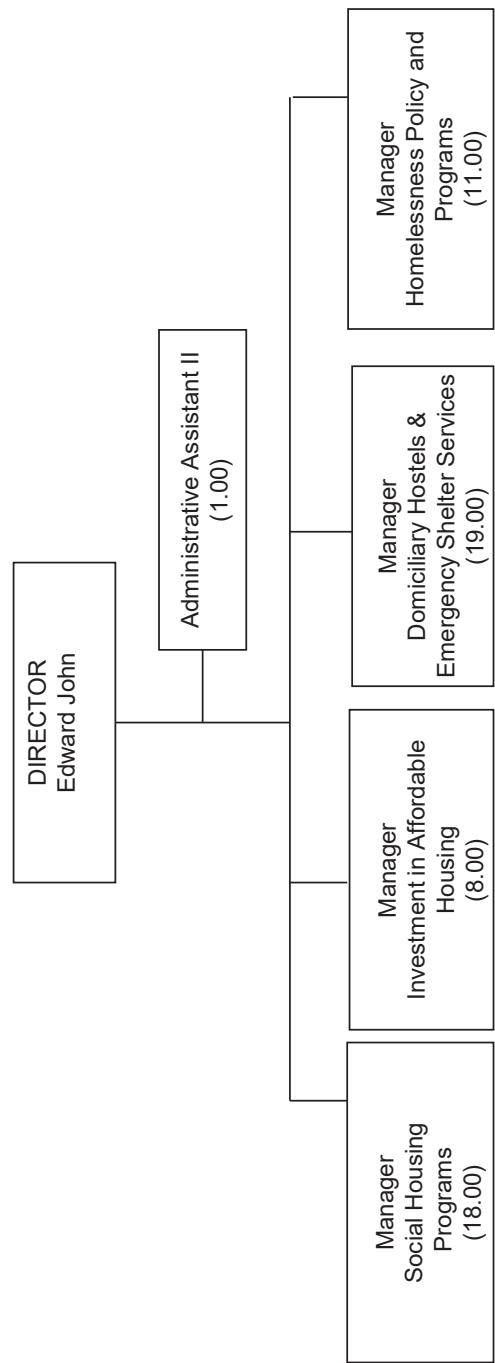 DIRECTOR
Edward John
Administrative Assistant II
(1.00)
Manager
Social Housing
Programs
(18.00)
Manager
Investment in Affordable
Housing
(8.00)
Manager
Domiciliary Hostels &
Emergency Shelter Services
(19.00)
Manager
Homelessness Policy and
Programs
(11.00)